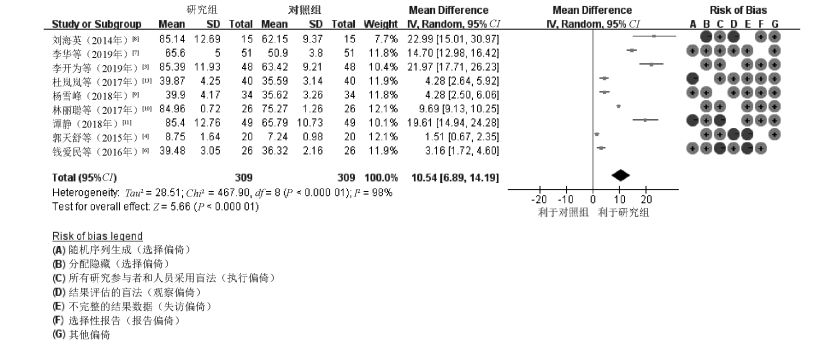 研究组 对照组 Mean Difference Mean Difference Risk of Bias
Study or Subgroup Mean SD Total Mean SD Total Weight IV, Random, 95% CI IV, Random, 95% CI A B C D E F G
刘海英（2014年）[8] 85.14 12.69 15 62.15 9.37 15 7.7% 22.99 [15.01, 30.97]
李华等（2019年）[7] 65.6 5 51 50.9 3.8 51 11.8% 14.70 [12.98, 16.42]
李开为等（2019年）[3] 85.39 11.93 48 63.42 9.21 48 10.6% 21.97 [17.71, 26.23]
杜凤岚等（2017年）[13] 39.87 4.25 40 35.59 3.14 40 11.8% 4.28 [2.64, 5.92]
杨雪峰（2018年）[9] 39.9 4.17 34 35.62 3.26 34 11.8% 4.28 [2.50, 6.06]
林丽聪等（2017年）[10] 84.96 0.72 26 75.27 1.26 26 12.0% 9.69 [9.13, 10.25]
谭静（2018年）[11] 85.4 12.76 49 65.79 10.73 49 10.4% 19.61 [14.94, 24.28]
郭天舒等（2015年）[4] 8.75 1.64 20 7.24 0.98 20 12.0% 1.51 [0.67, 2.35]
钱爱民等（2016年）[6] 39.48 3.05 26 36.32 2.16 26 11.9% 3.16 [1.72, 4.60]
Total (95%CI) 309 309 100.0% 10.54 [6.89, 14.19]
Heterogeneity: Tau² = 28.51; Chi² = 467.90, df = 8 (P < 0.000 01); I² = 98%
Test for overall effect: Z = 5.66 (P < 0.000 01)
-20 -10 0 10 20
利于对照组 利于研究组
Risk of bias legend
(A) 随机序列生成（选择偏倚）
(B) 分配隐藏（选择偏倚）
(C) 所有研究参与者和人员采用盲法（执行偏倚）
(D) 结果评估的盲法（观察偏倚）
(E) 不完整的结果数据（失访偏倚）
(F) 选择性报告（报告偏倚）
(G) 其他偏倚